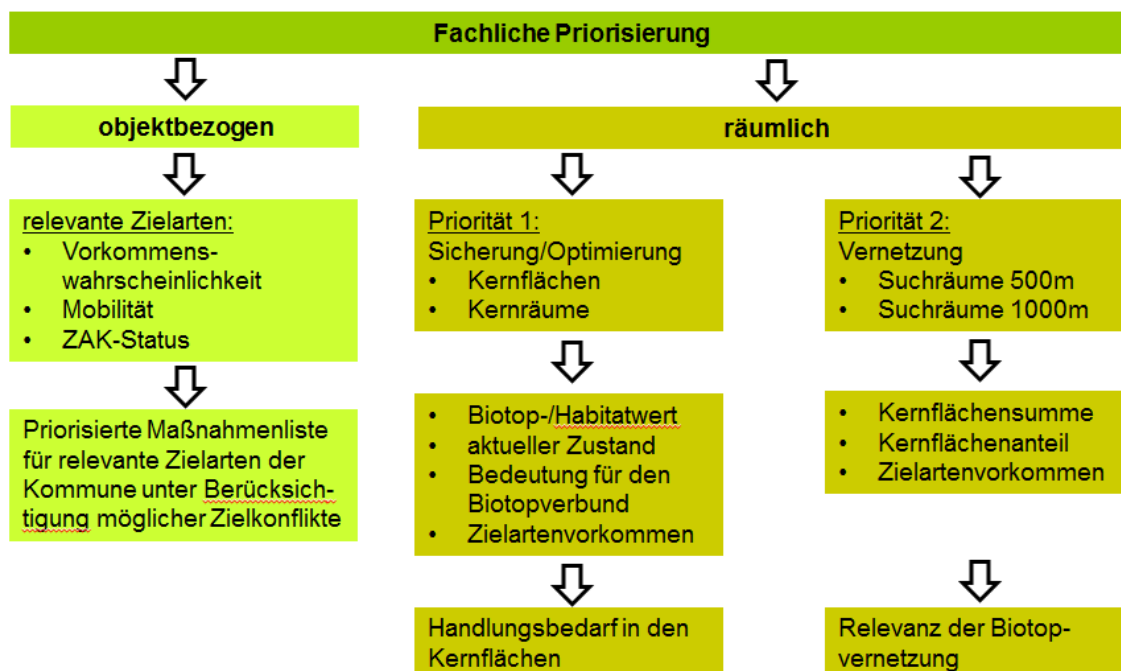 Fachliche Priorisierung
objektbezogen
relevante Zielarten:
• Vorkommens-
wahrscheinlichkeit
• Mobilität
• ZAK-Status
Priorisierte Maßnahmenliste
für relevante Zielarten der
Kommune unter Berücksich-
tigung möglicher Zielkonflikte
räumlich
Priorität 1:
Sicherung/Optimierung
• Kernflächen
• Kernräume
• Biotop-/Habitatwert
• aktueller Zustand
• Bedeutung für den
Biotopverbund
• Zielartenvorkommen
Handlungsbedarf in den
Kernflächen
Priorität 2:
Vernetzung
• Suchräume 500m
• Suchräume 1000m
• Kernflächensumme
• Kernflächenanteil
• Zielartenvorkommen
Relevanz der Biotop-
vernetzung